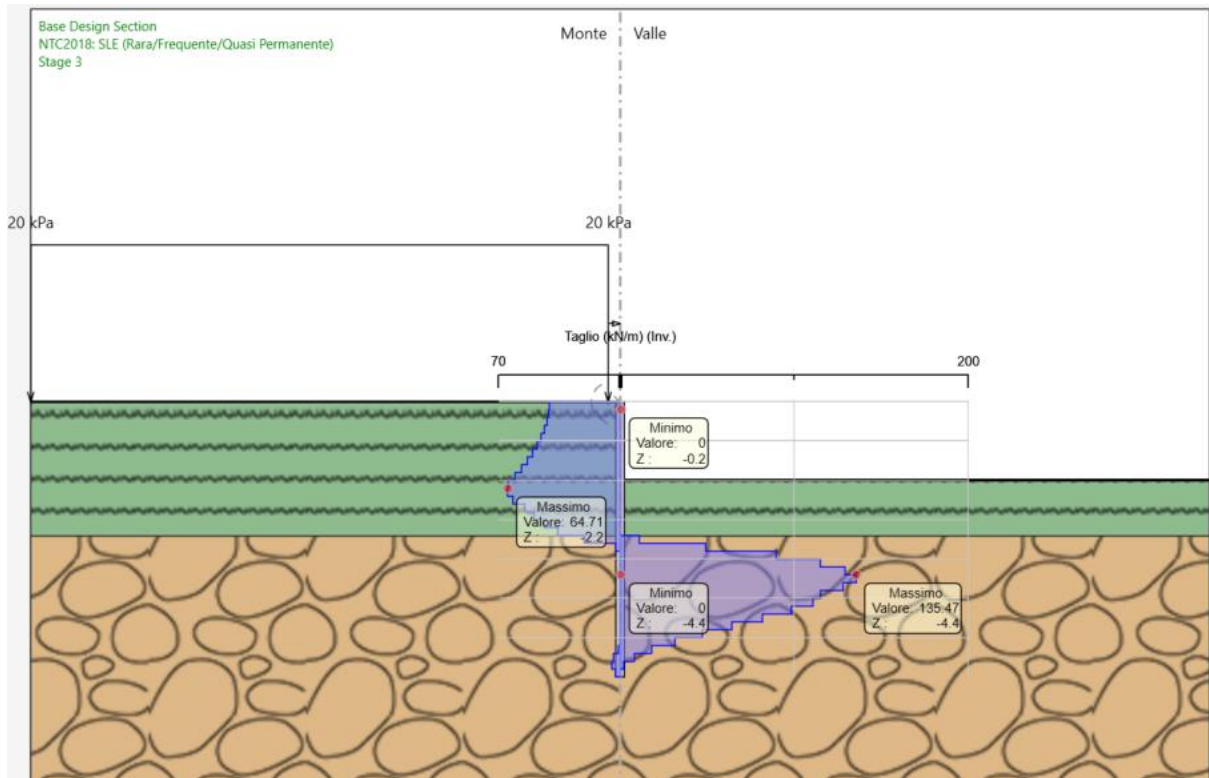 Base Design Section
NTC2018: SLE (Rara/Frequente/Quasi Permanente)
Stage 3
Monte Valle
20 kPa 20 kPa
Taglio (kN/m) (Inv.)
70 200
Minimo
Valore: 0
Z : -0.2
Massimo
Valore: 64.71
Z : -2.2
Minimo
Valore: 0
Z : -4.4
Massimo
Valore: 135.47
Z : -4.4